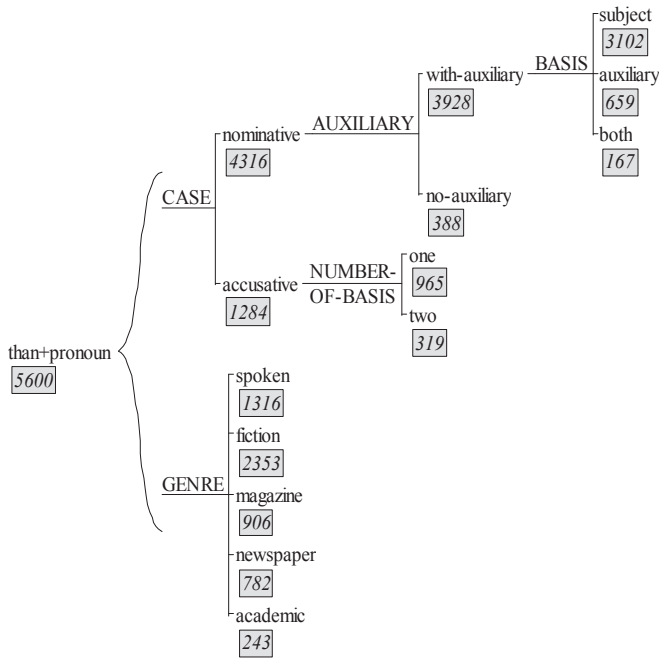 subject
3102
BASIS
with-auxiliary
auxiliary
3928
659
AUXILIARY
nominative
both
4316
167
CASE
no-auxiliary
388
one
NUMBER-
accusative
965
OF-BASIS
1284
two
319
than+pronoun
5600
spoken
1316
fiction
2353
GENRE
magazine
906
newspaper
782
academic
243